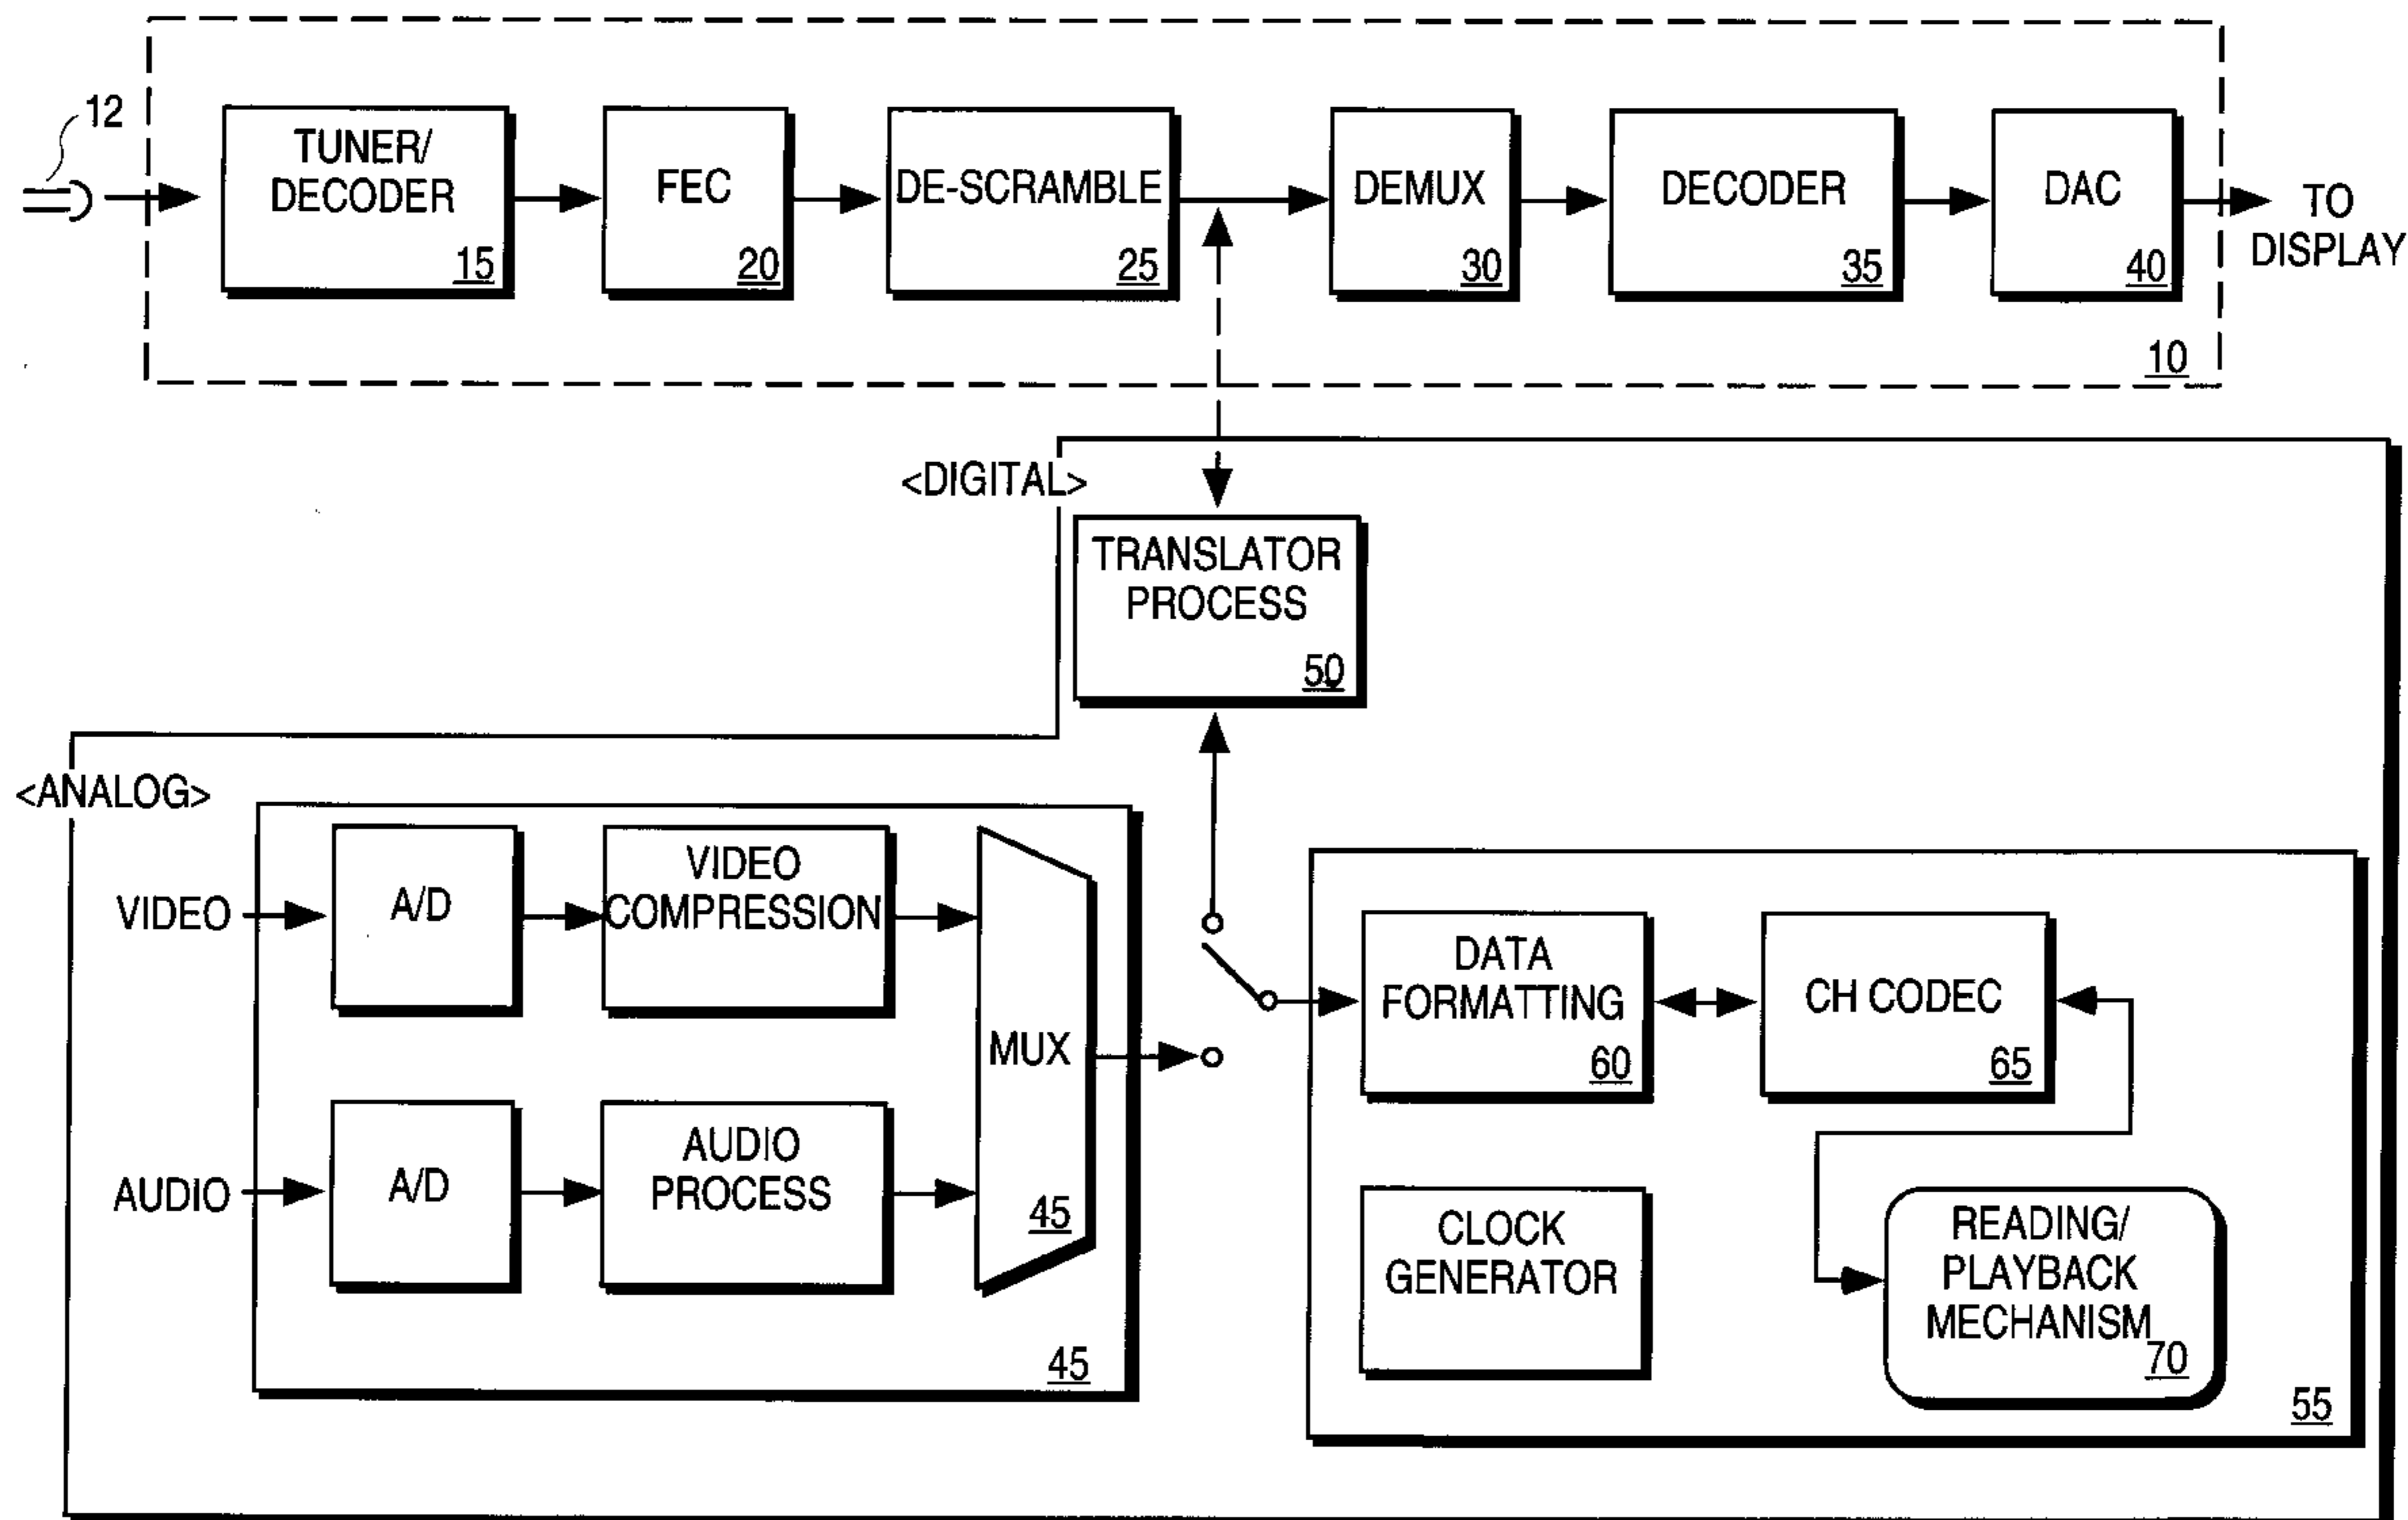 12
TUNER/
DECODER
15
FEC
20
DE-SCRAMBLE
25
DEMUX
30
DECODER
35
DAC
40
TO
DISPLAY
10
<DIGITAL>
TRANSLATOR
PROCESS
50
<ANALOG>
VIDEO
A/D
VIDEO
COMPRESSION
MUX
45
AUDIO
A/D
AUDIO
PROCESS
45
DATA
FORMATTING
60
CH CODEC
65
CLOCK
GENERATOR
READING/
PLAYBACK
MECHANISM
70
55